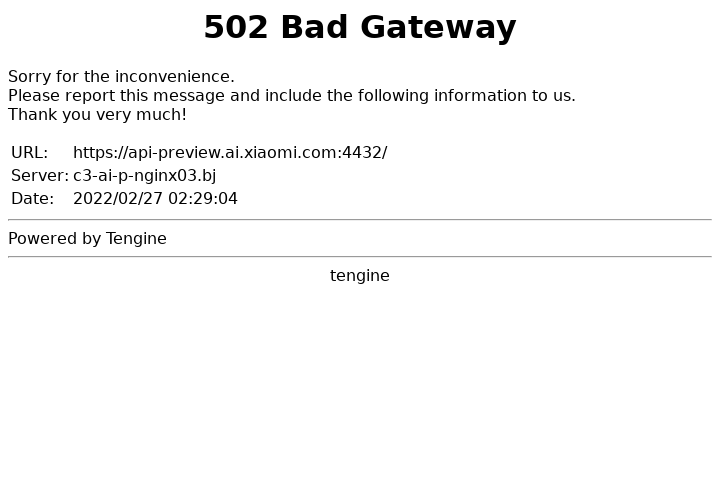 502 Bad Gateway
Sorry for the inconvenience.
Please report this message and include the following information to us.
Thank you very much!
URL: https://api-preview.ai.xiaomi.com:4432/
Server: c3-ai-p-nginx03.bj
Date: 2022/02/27 02:29:04
Powered by Tengine
tengine